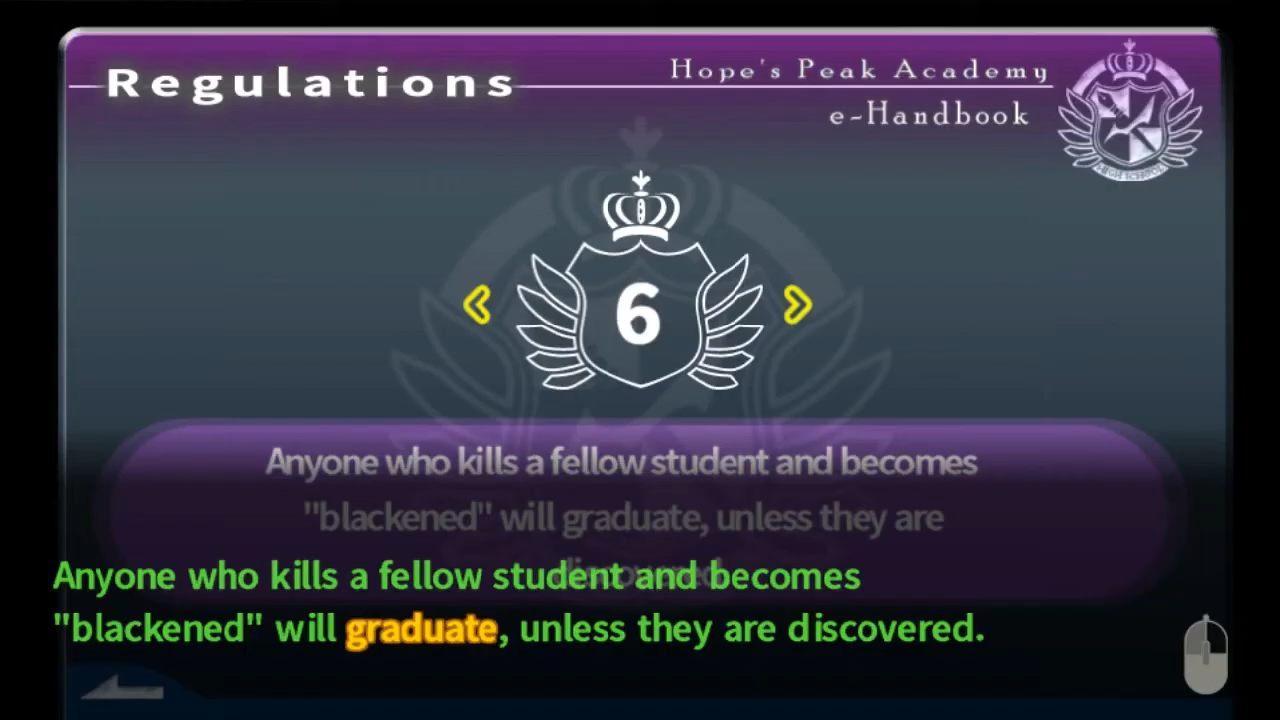 Regulations
Hope's Peak Academy
e-Handbook
6
Anyone who kills a fellow student and becomes
"blackened" will graduate, unless they are
discovered.
Anyone who kills a fellow student and becomes
"blackened" will graduate, unless they are discovered.